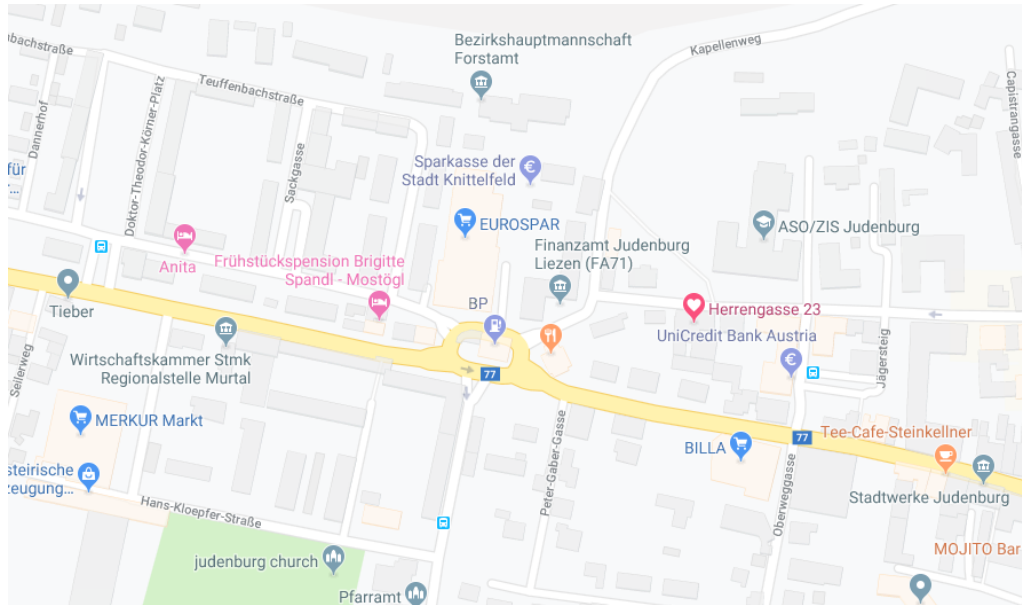 Bezirkshauptmannschaft
Forstamt
Kapellenweg
nbachstraße
Teuffenbachstraße
Capistrangasse
Dannerhof
Doktor-Theodor-Körner-Platz
Sackgasse
Sparkasse der
Stadt Knittelfeld
€
für
...
EUROSPAR
ASO/ZIS Judenburg
Finanzamt Judenburg
Liezen (FA71)
Anita
Frühstückspension Brigitte
Spandl - Mostögl
BP
Tieber
Herrengasse 23
UniCredit Bank Austria
€
Wirtschaftskammer Stmk
Regionalstelle Murtal
77
Seilerweg
Jägersteig
MERKUR Markt
Peter-Gaber-Gasse
BILLA
77
Tee-Cafe-Steinkellner
steirische
zeugung...
Oberweggasse
Stadtwerke Judenburg
Hans-Kloepfer-Straße
MOJITO Bar
judenburg church
Pfarramt